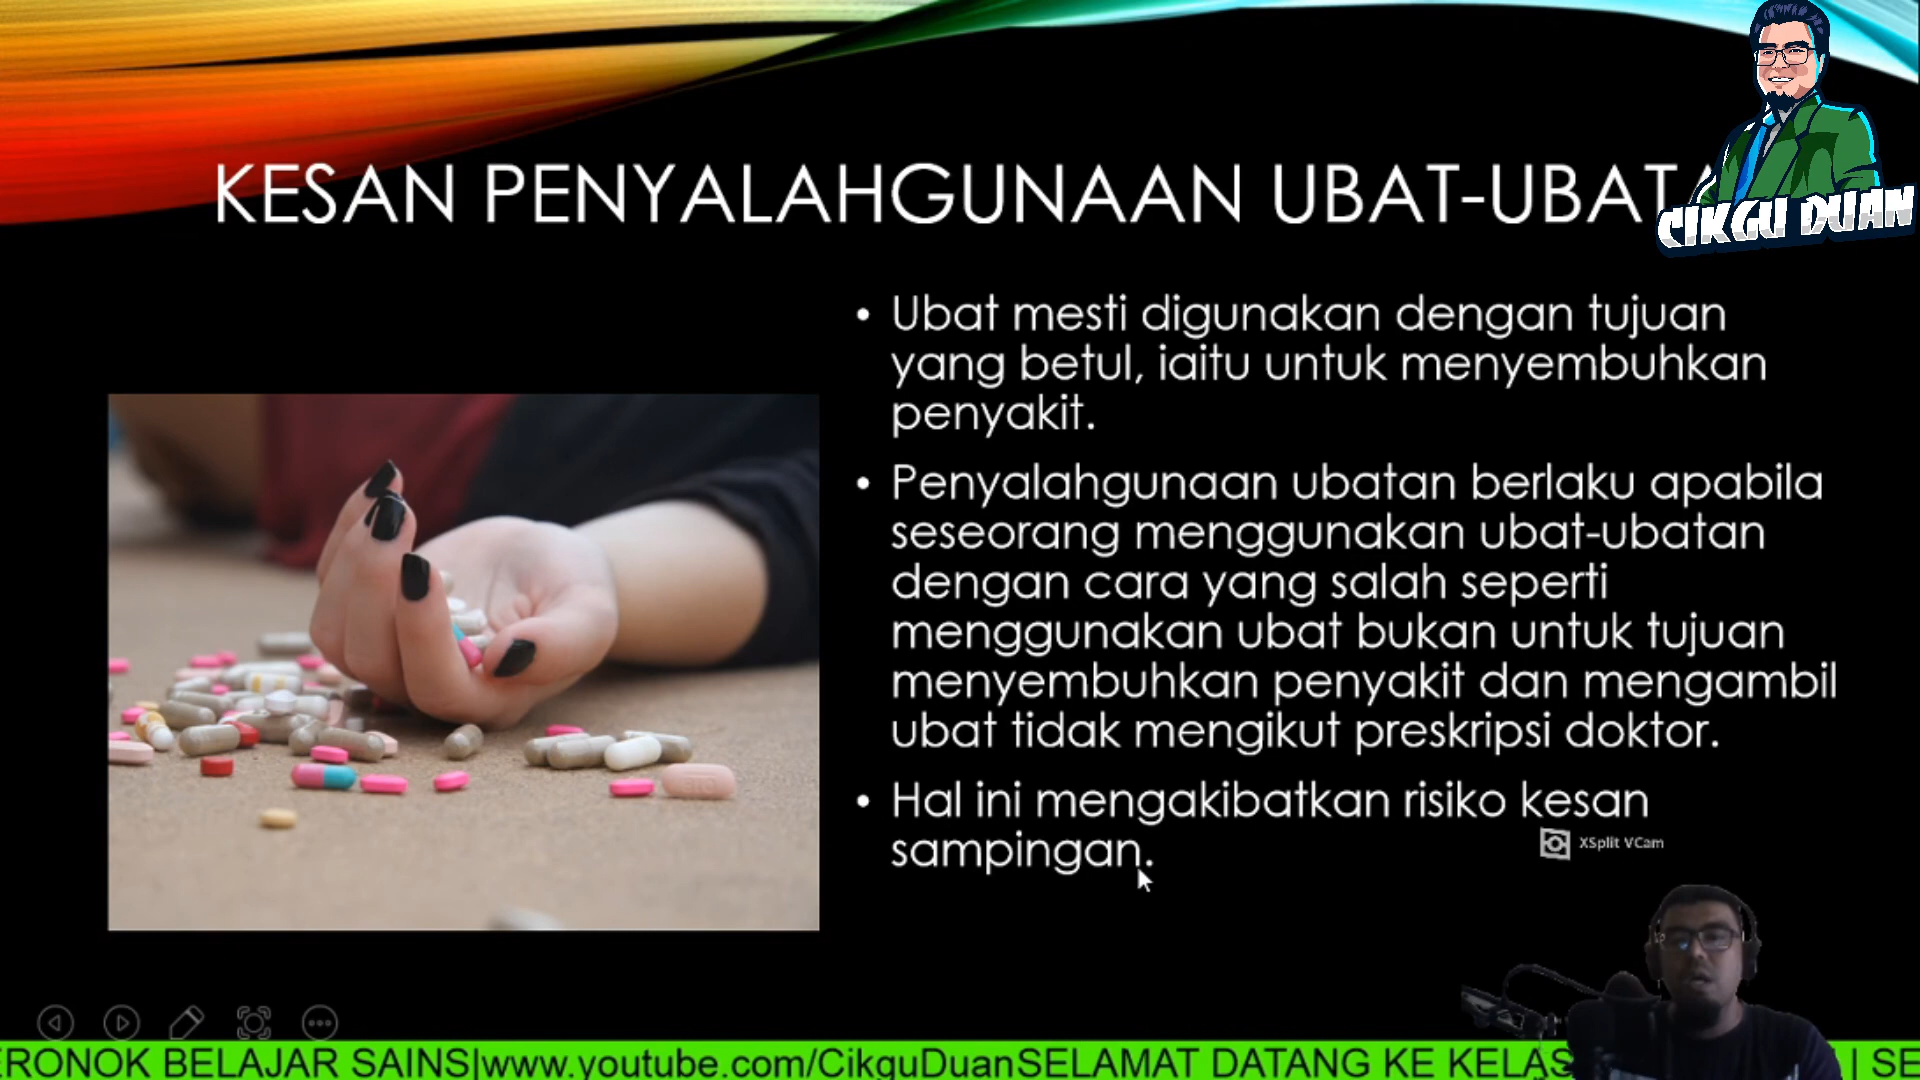 KESAN PENYALAHGUNAAN UBAT-UBATA
CIKGU DUAN
• Ubat mesti digunakan dengan tujuan
yang betul, iaitu untuk menyembuhkan
penyakit.
• Penyalahgunaan ubatan berlaku apabila
seseorang menggunakan ubat-ubatan
dengan cara yang salah seperti
menggunakan ubat bukan untuk tujuan
menyembuhkan penyakit dan mengambil
ubat tidak mengikut preskripsi doktor.
• Hal ini mengakibatkan risiko kesan
sampingan.
XSplit VCam
ERONOK BELAJAR SAINS|www.youtube.com/CikguDuanSELAMAT DATANG KE KELAS | SE